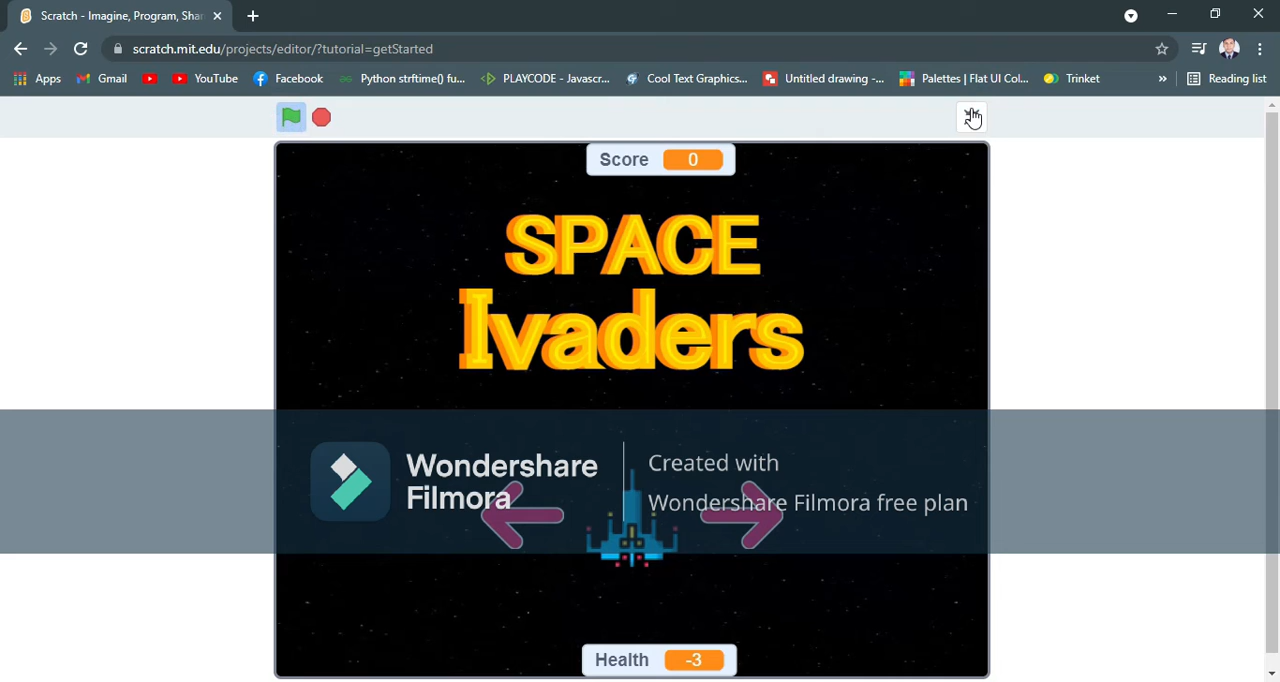 Scratch - Imagine, Program, Sha
scratch.mit.edu/projects/editor/?tutorial=getStarted
Apps Gmail YouTube Facebook Python strftime() fu... PLAYCODE - Javascr... Cool Text Graphics... Untitled drawing -... Palettes | Flat UI Col... Trinket » Reading list
Score 0
SPACE
Ivaders
Wondershare
Filmora
Created with
Wondershare Filmora free plan
Health -3